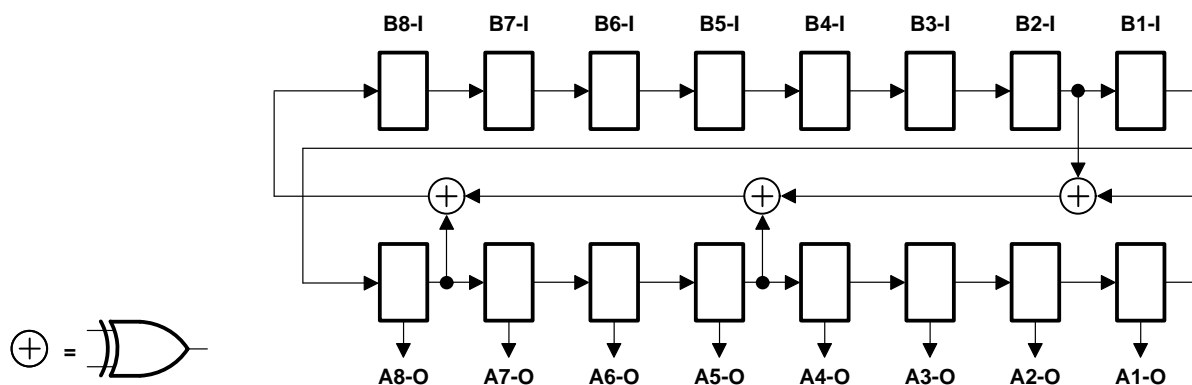 B8-I B7-I B6-I B5-I B4-I B3-I B2-I B1-I
=
A8-O A7-O A6-O A5-O A4-O A3-O A2-O A1-O